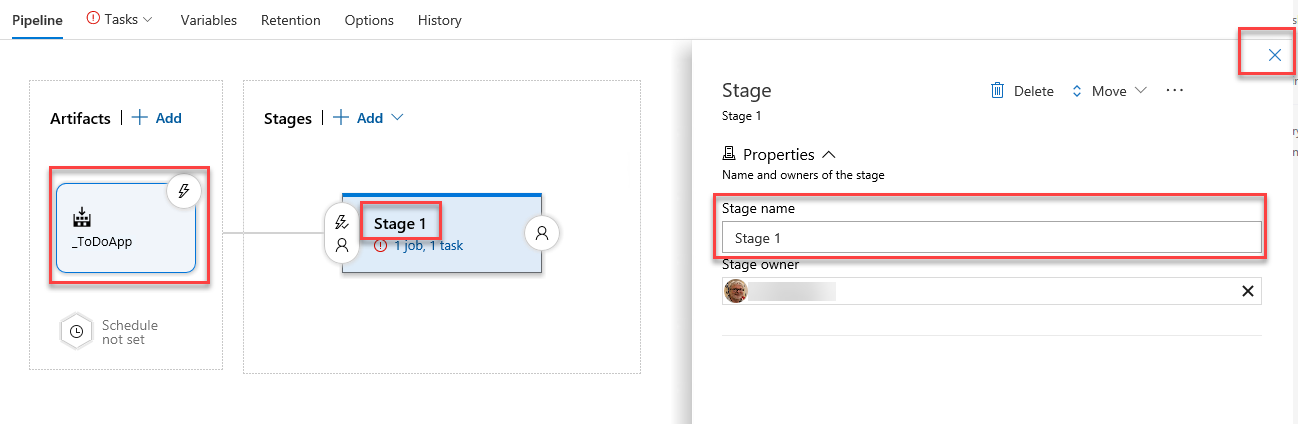 Pipeline Tasks Variables Retention Options History
Artifacts | Add
Stages | Add
_ToDoApp
Schedule
not set
Stage 1
1 job, 1 task
Stage
Delete Move ...
Stage 1
Properties
Name and owners of the stage
Stage name
Stage 1
Stage owner